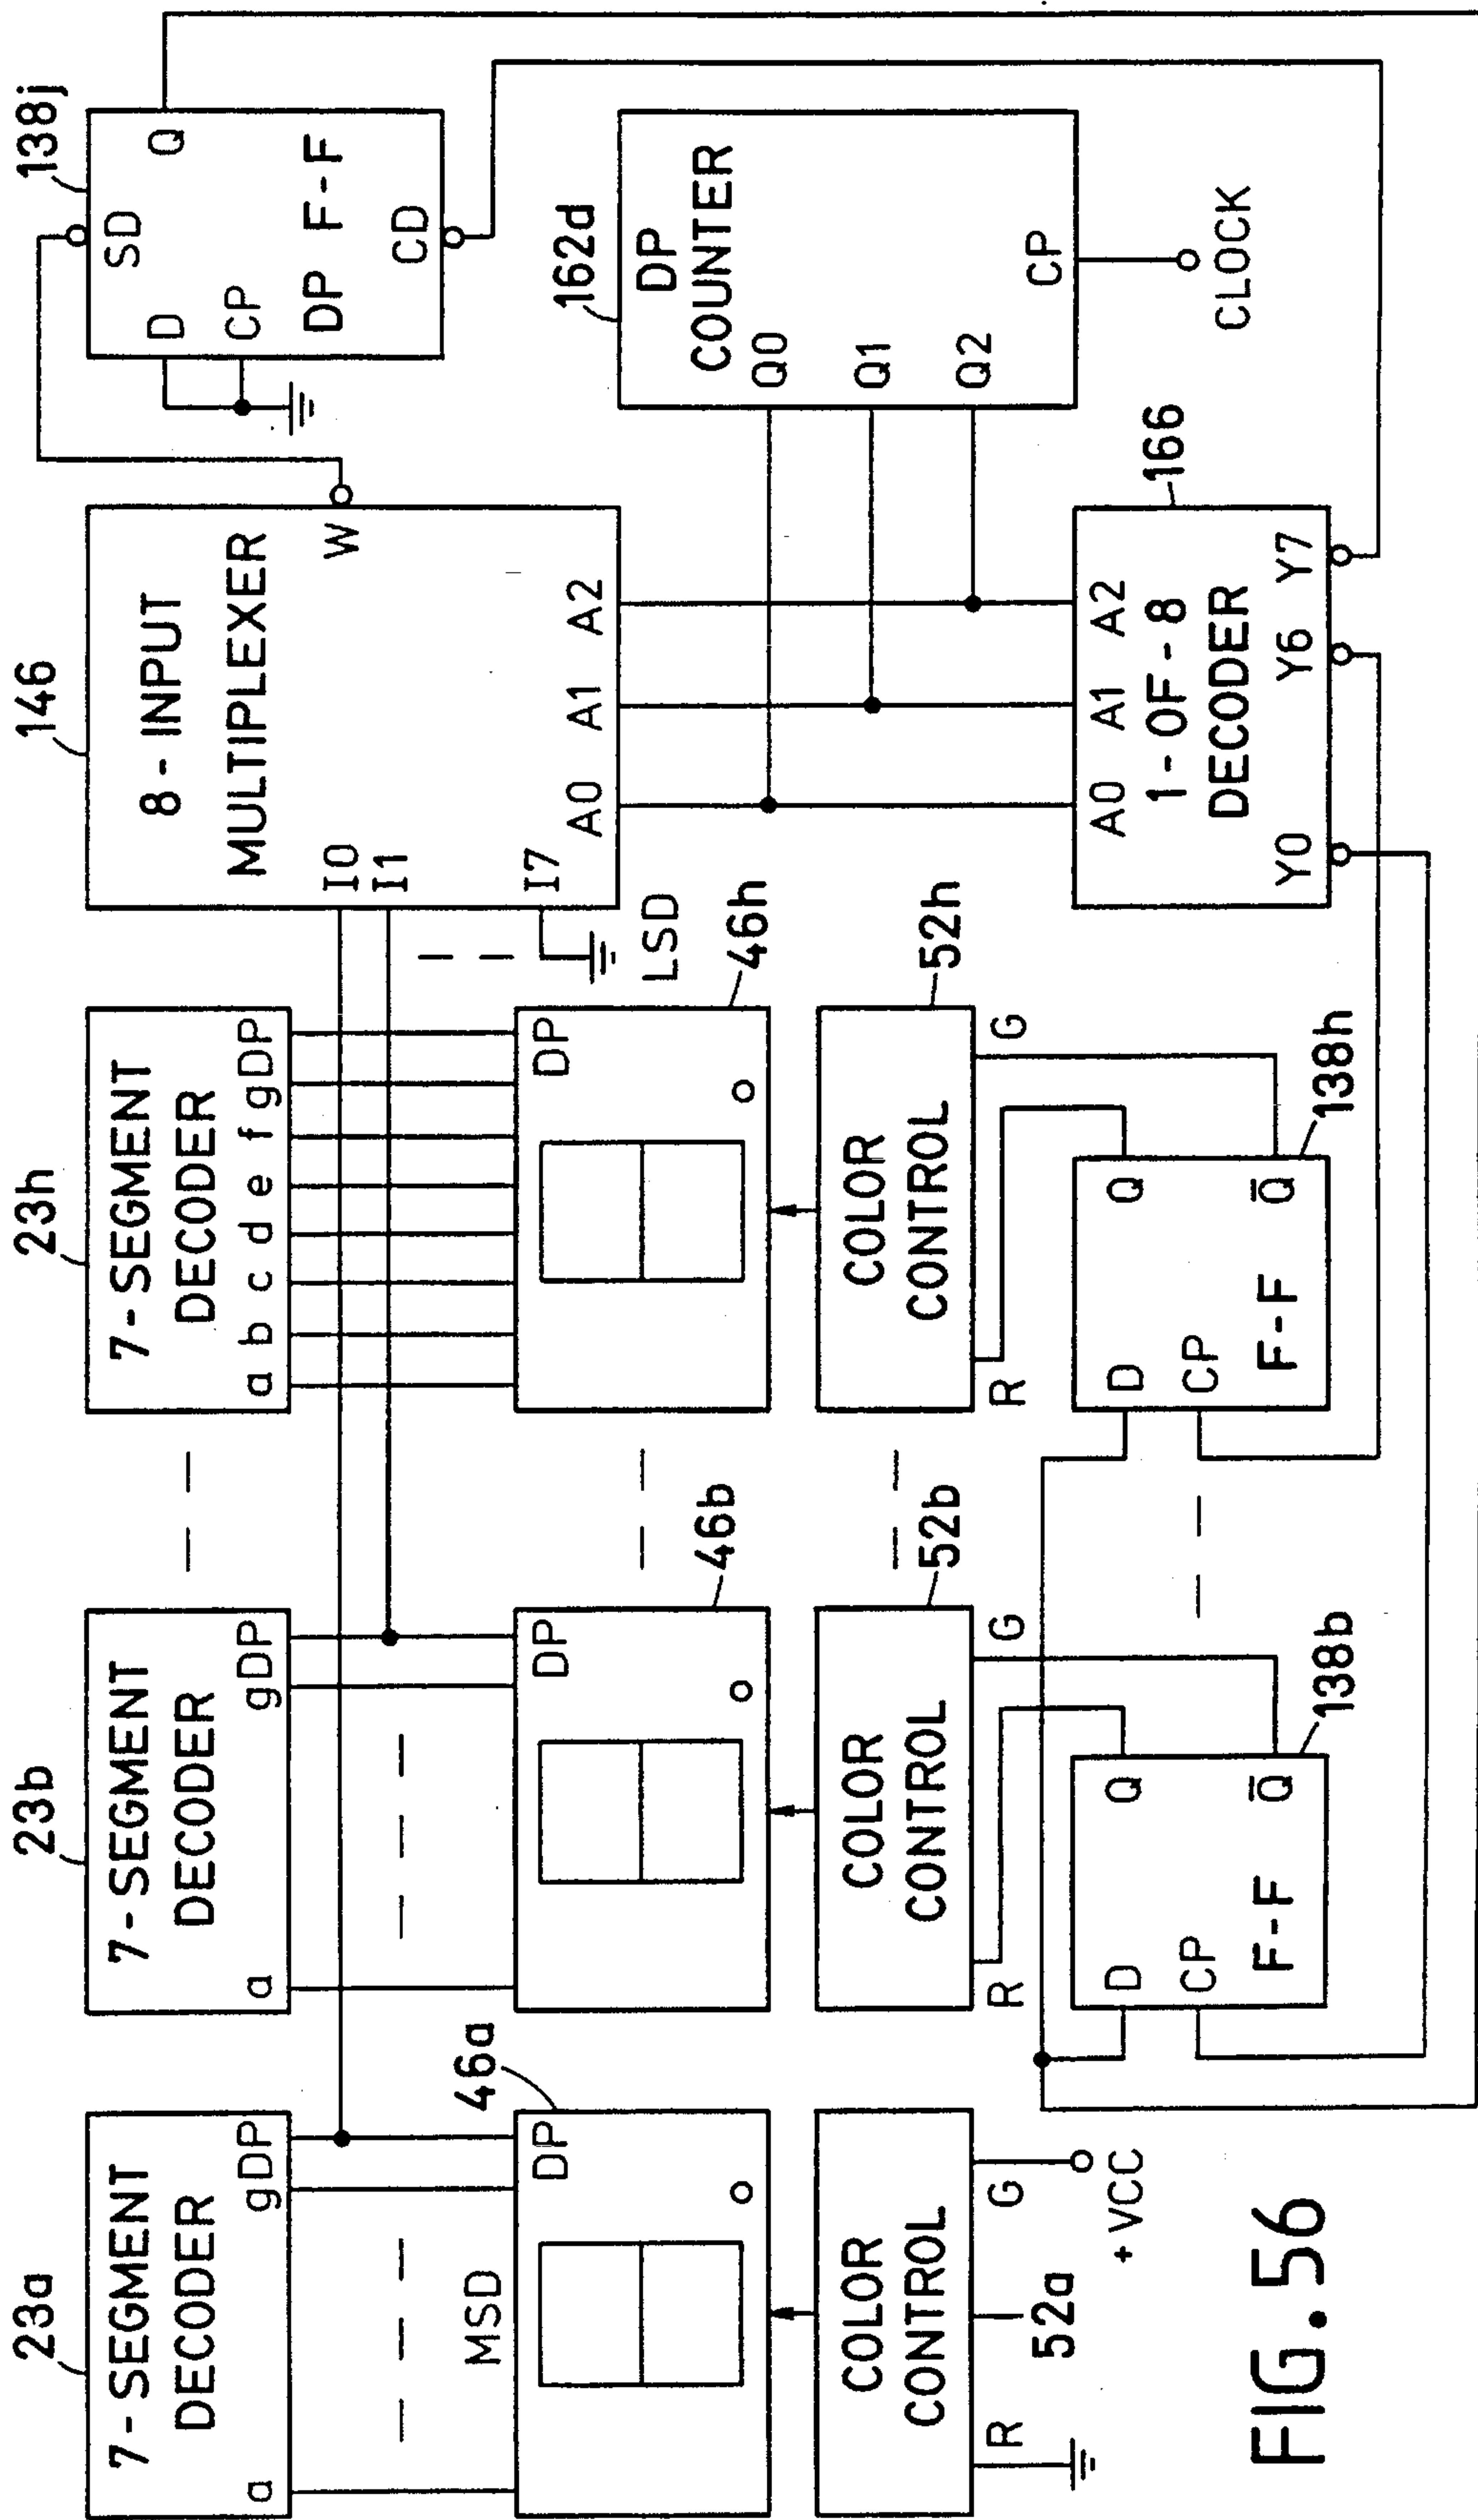 23a
7-SEGMENT
DECODER
a
gDP
23b
7-SEGMENT
DECODER
a
gDP
23h
7-SEGMENT
DECODER
a b c d e f gDP
146
8-INPUT
MULTIPLEXER
I0
I1
I7
W
A0 A1 A2
138j
SD
D
Q
CP
DP F-F
CD
MSD
46a
DP
46b
DP
LSD
46h
DP
162d
DP
COUNTER
Q0
Q1
Q2
CP
CLOCK
COLOR
CONTROL
R
G
52a
+VCC
COLOR
CONTROL
52b
R
G
COLOR
CONTROL
52h
R
G
D
Q
CP
F-F
Q̅
138b
D
Q
CP
F-F
Q̅
138h
166
A0 A1 A2
1-OF-8
DECODER
Y0
Y6
Y7
FIG. 56